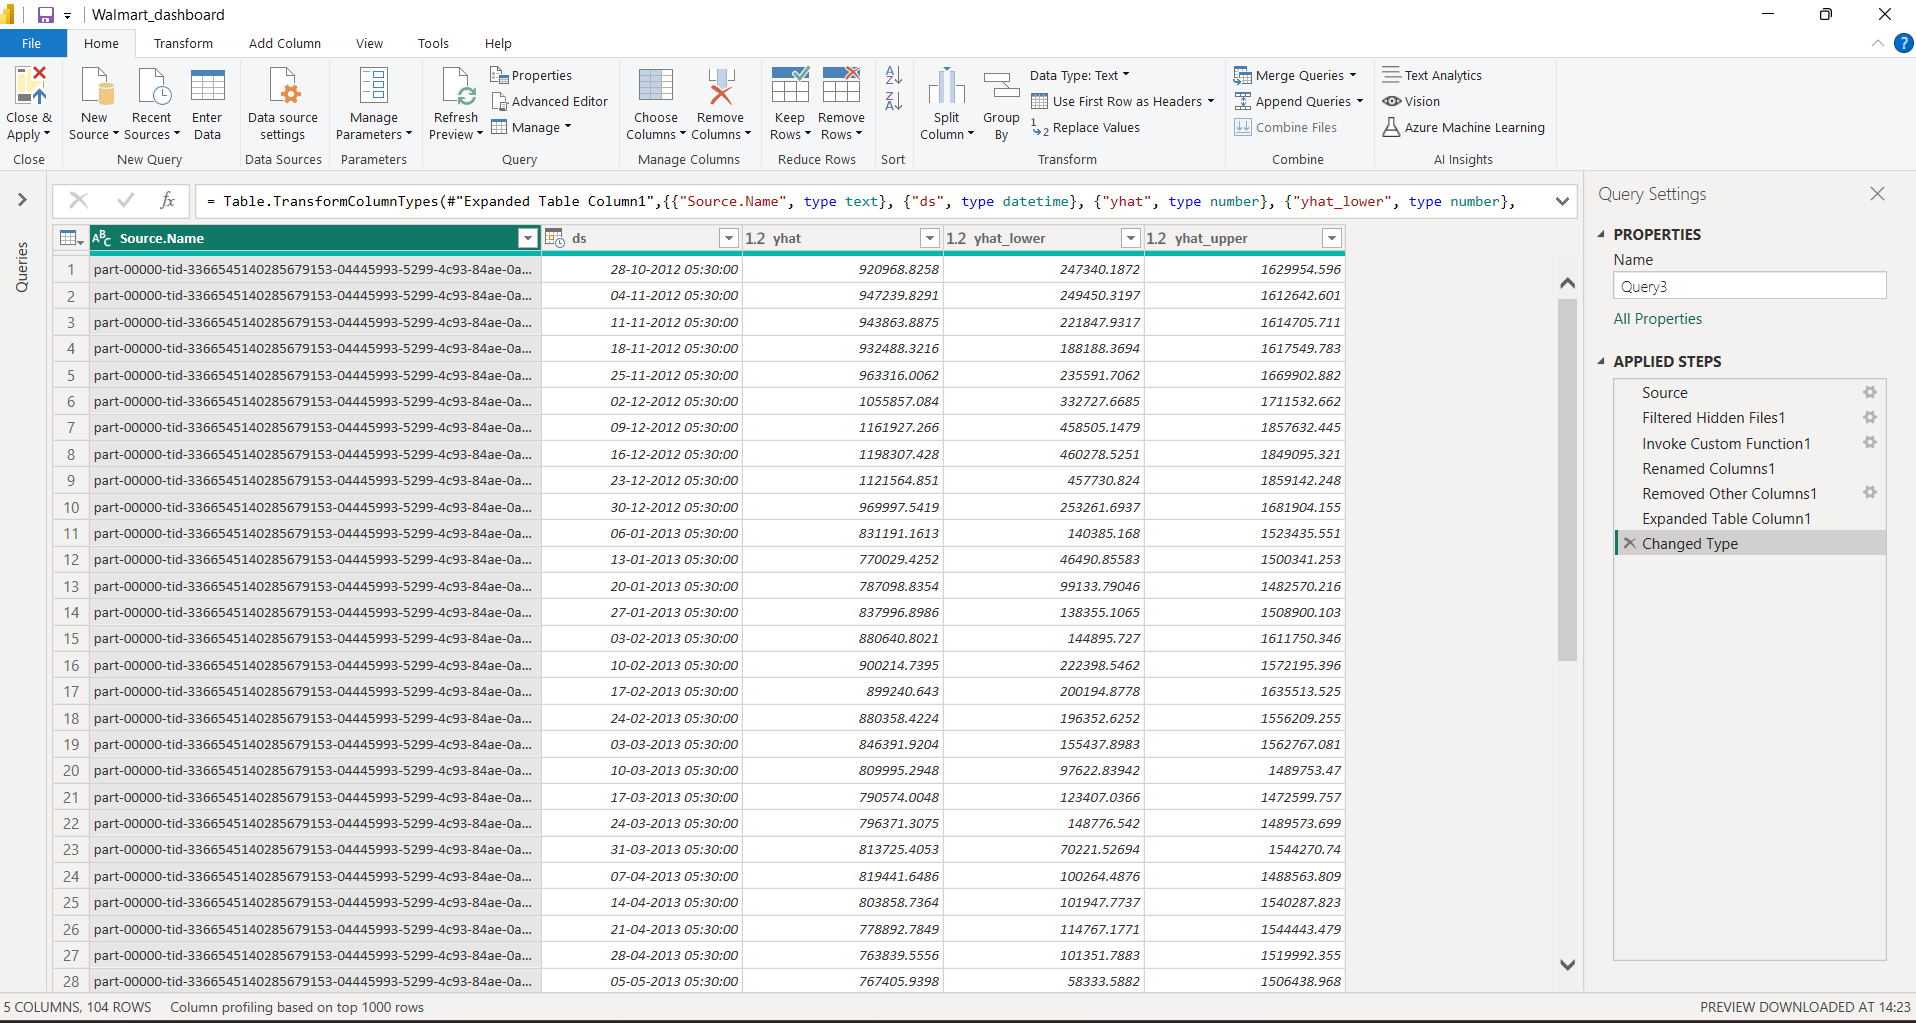 Walmart_dashboard
File Home Transform Add Column View Tools Help
Close & Apply
Close
New Source
Recent Sources
Enter Data
New Query
Data source settings
Data Sources
Manage Parameters
Parameters
Refresh Preview
Properties
Advanced Editor
Manage
Query
Choose Columns
Remove Columns
Manage Columns
Keep Rows
Remove Rows
Reduce Rows
Sort
Split Column
Group By
Data Type: Text
Use First Row as Headers
Replace Values
Transform
Merge Queries
Append Queries
Combine Files
Combine
Text Analytics
Vision
Azure Machine Learning
AI Insights
Queries
fx = Table.TransformColumnTypes(#"Expanded Table Column1",{{"Source.Name", type text}, {"ds", type datetime}, {"yhat", type number}, {"yhat_lower", type number},
ABC Source.Name ds 1.2 yhat 1.2 yhat_lower 1.2 yhat_upper
1 part-00000-tid-3366545140285679153-04445993-5299-4c93-84ae-0a... 28-10-2012 05:30:00 920968.8258 247340.1872 1629954.596
2 part-00000-tid-3366545140285679153-04445993-5299-4c93-84ae-0a... 04-11-2012 05:30:00 947239.8291 249450.3197 1612642.601
3 part-00000-tid-3366545140285679153-04445993-5299-4c93-84ae-0a... 11-11-2012 05:30:00 943863.8875 221847.9317 1614705.711
4 part-00000-tid-3366545140285679153-04445993-5299-4c93-84ae-0a... 18-11-2012 05:30:00 932488.3216 188188.3694 1617549.783
5 part-00000-tid-3366545140285679153-04445993-5299-4c93-84ae-0a... 25-11-2012 05:30:00 963316.0062 235591.7062 1669902.882
6 part-00000-tid-3366545140285679153-04445993-5299-4c93-84ae-0a... 02-12-2012 05:30:00 1055857.084 332727.6685 1711532.662
7 part-00000-tid-3366545140285679153-04445993-5299-4c93-84ae-0a... 09-12-2012 05:30:00 1161927.266 458505.1479 1857632.445
8 part-00000-tid-3366545140285679153-04445993-5299-4c93-84ae-0a... 16-12-2012 05:30:00 1198307.428 460278.5251 1849095.321
9 part-00000-tid-3366545140285679153-04445993-5299-4c93-84ae-0a... 23-12-2012 05:30:00 1121564.851 457730.824 1859142.248
10 part-00000-tid-3366545140285679153-04445993-5299-4c93-84ae-0a... 30-12-2012 05:30:00 969997.5419 253261.6937 1681904.155
11 part-00000-tid-3366545140285679153-04445993-5299-4c93-84ae-0a... 06-01-2013 05:30:00 831191.1613 140385.168 1523435.551
12 part-00000-tid-3366545140285679153-04445993-5299-4c93-84ae-0a... 13-01-2013 05:30:00 770029.4252 46490.85583 1500341.253
13 part-00000-tid-3366545140285679153-04445993-5299-4c93-84ae-0a... 20-01-2013 05:30:00 787098.8354 99133.79046 1482570.216
14 part-00000-tid-3366545140285679153-04445993-5299-4c93-84ae-0a... 27-01-2013 05:30:00 837996.8986 138355.1065 1508900.103
15 part-00000-tid-3366545140285679153-04445993-5299-4c93-84ae-0a... 03-02-2013 05:30:00 880640.8021 144895.727 1611750.346
16 part-00000-tid-3366545140285679153-04445993-5299-4c93-84ae-0a... 10-02-2013 05:30:00 900214.7395 222398.5462 1572195.396
17 part-00000-tid-3366545140285679153-04445993-5299-4c93-84ae-0a... 17-02-2013 05:30:00 899240.643 200194.8778 1635513.525
18 part-00000-tid-3366545140285679153-04445993-5299-4c93-84ae-0a... 24-02-2013 05:30:00 880358.4224 196352.6252 1556209.255
19 part-00000-tid-3366545140285679153-04445993-5299-4c93-84ae-0a... 03-03-2013 05:30:00 846391.9204 155437.8983 1562767.081
20 part-00000-tid-3366545140285679153-04445993-5299-4c93-84ae-0a... 10-03-2013 05:30:00 809995.2948 97622.83942 1489753.47
21 part-00000-tid-3366545140285679153-04445993-5299-4c93-84ae-0a... 17-03-2013 05:30:00 790574.0048 123407.0366 1472599.757
22 part-00000-tid-3366545140285679153-04445993-5299-4c93-84ae-0a... 24-03-2013 05:30:00 796371.3075 148776.542 1489573.699
23 part-00000-tid-3366545140285679153-04445993-5299-4c93-84ae-0a... 31-03-2013 05:30:00 813725.4053 70221.52694 1544270.74
24 part-00000-tid-3366545140285679153-04445993-5299-4c93-84ae-0a... 07-04-2013 05:30:00 819441.6486 100264.4876 1488563.809
25 part-00000-tid-3366545140285679153-04445993-5299-4c93-84ae-0a... 14-04-2013 05:30:00 803858.7364 101947.7737 1540287.823
26 part-00000-tid-3366545140285679153-04445993-5299-4c93-84ae-0a... 21-04-2013 05:30:00 778892.7849 114767.1771 1544443.479
27 part-00000-tid-3366545140285679153-04445993-5299-4c93-84ae-0a... 28-04-2013 05:30:00 763839.5556 101351.7883 1519992.355
28 part-00000-tid-3366545140285679153-04445993-5299-4c93-84ae-0a... 05-05-2013 05:30:00 767405.9398 58333.5882 1506438.968
Query Settings
PROPERTIES
Name
Query3
All Properties
APPLIED STEPS
Source
Filtered Hidden Files1
Invoke Custom Function1
Renamed Columns1
Removed Other Columns1
Expanded Table Column1
Changed Type
5 COLUMNS, 104 ROWS Column profiling based on top 1000 rows
PREVIEW DOWNLOADED AT 14:23